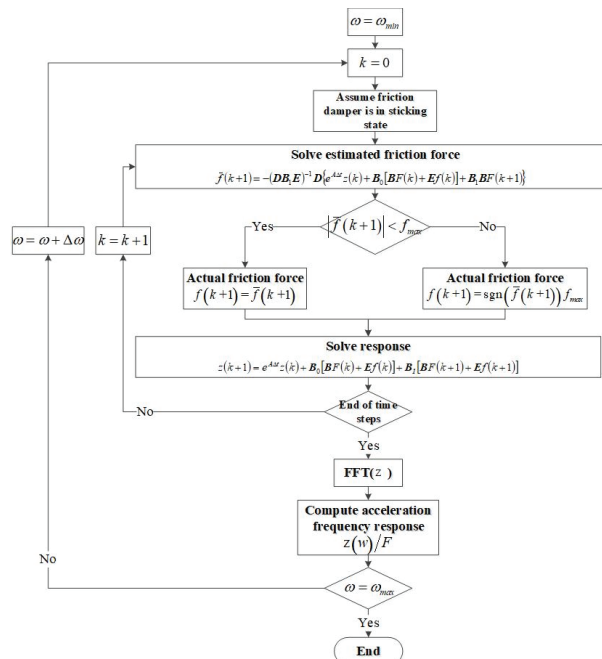 ω = ω_min
k = 0
Assume friction
damper is in sticking
state
Solve estimated friction force
f̄(k+1) = -(DB₁E)⁻¹ D{e^{AΔt} z(k) + B₀[BF(k) + Ef(k)] + B₁BF(k+1)}
ω = ω + Δω
k = k + 1
Yes
|f̄(k+1)| < f_max
No
Actual friction force
f(k+1) = f̄(k+1)
Actual friction force
f(k+1) = sgn(f̄(k+1)) f_max
Solve response
z(k+1) = e^{AΔt} z(k) + B₀[BF(k) + Ef(k)] + B₁[BF(k+1) + Ef(k+1)]
No
End of time
steps
Yes
FFT(z )
Compute acceleration
frequency response
z(w)/F
No
ω = ω_max
Yes
End